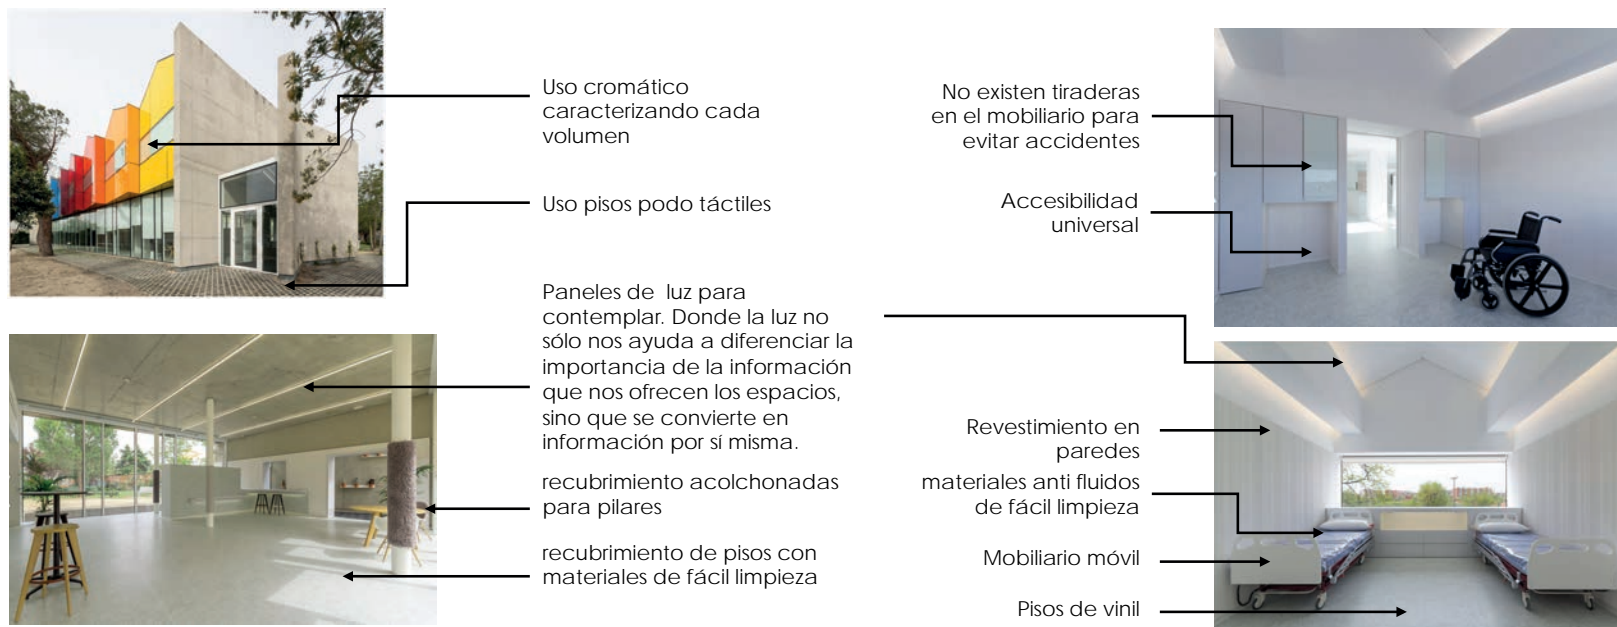 Uso cromático
caracterizando cada
volumen
Uso pisos podo táctiles
Paneles de luz para
contemplar. Donde la luz no
sólo nos ayuda a diferenciar la
importancia de la información
que nos ofrecen los espacios,
sino que se convierte en
información por sí misma.
recubrimiento acolchonadas
para pilares
recubrimiento de pisos con
materiales de fácil limpieza
No existen tiraderas
en el mobiliario para
evitar accidentes
Accesibilidad
universal
Revestimiento en
paredes
materiales anti fluidos
de fácil limpieza
Mobiliario móvil
Pisos de vinil